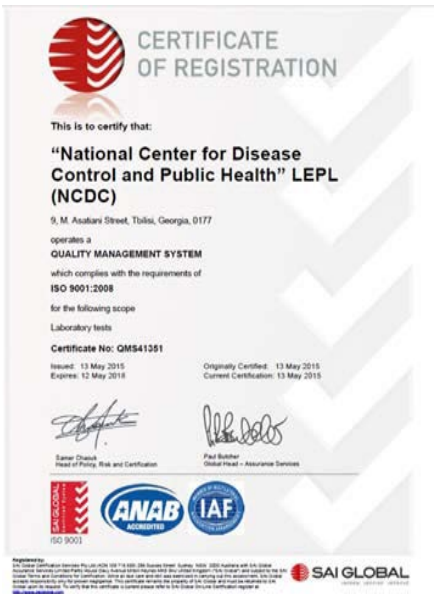 CERTIFICATE
OF REGISTRATION
This is to certify that:
“National Center for Disease
Control and Public Health” LEPL
(NCDC)
9, M. Asatiani Street, Tbilisi, Georgia, 0177
operates a
QUALITY MANAGEMENT SYSTEM
which complies with the requirements of
ISO 9001:2008
for the following scope
Laboratory tests
Certificate No: QMS41351
Issued: 13 May 2015
Expires: 12 May 2018
Originally Certified: 13 May 2015
Current Certification: 13 May 2015
Samer Chaouk
Head of Policy, Risk and Certification
Paul Butcher
Global Head – Assurance Services
SAI GLOBAL
ISO 9001
ANAB
ACCREDITED
IAF
Registered by:
SAI GLOBAL